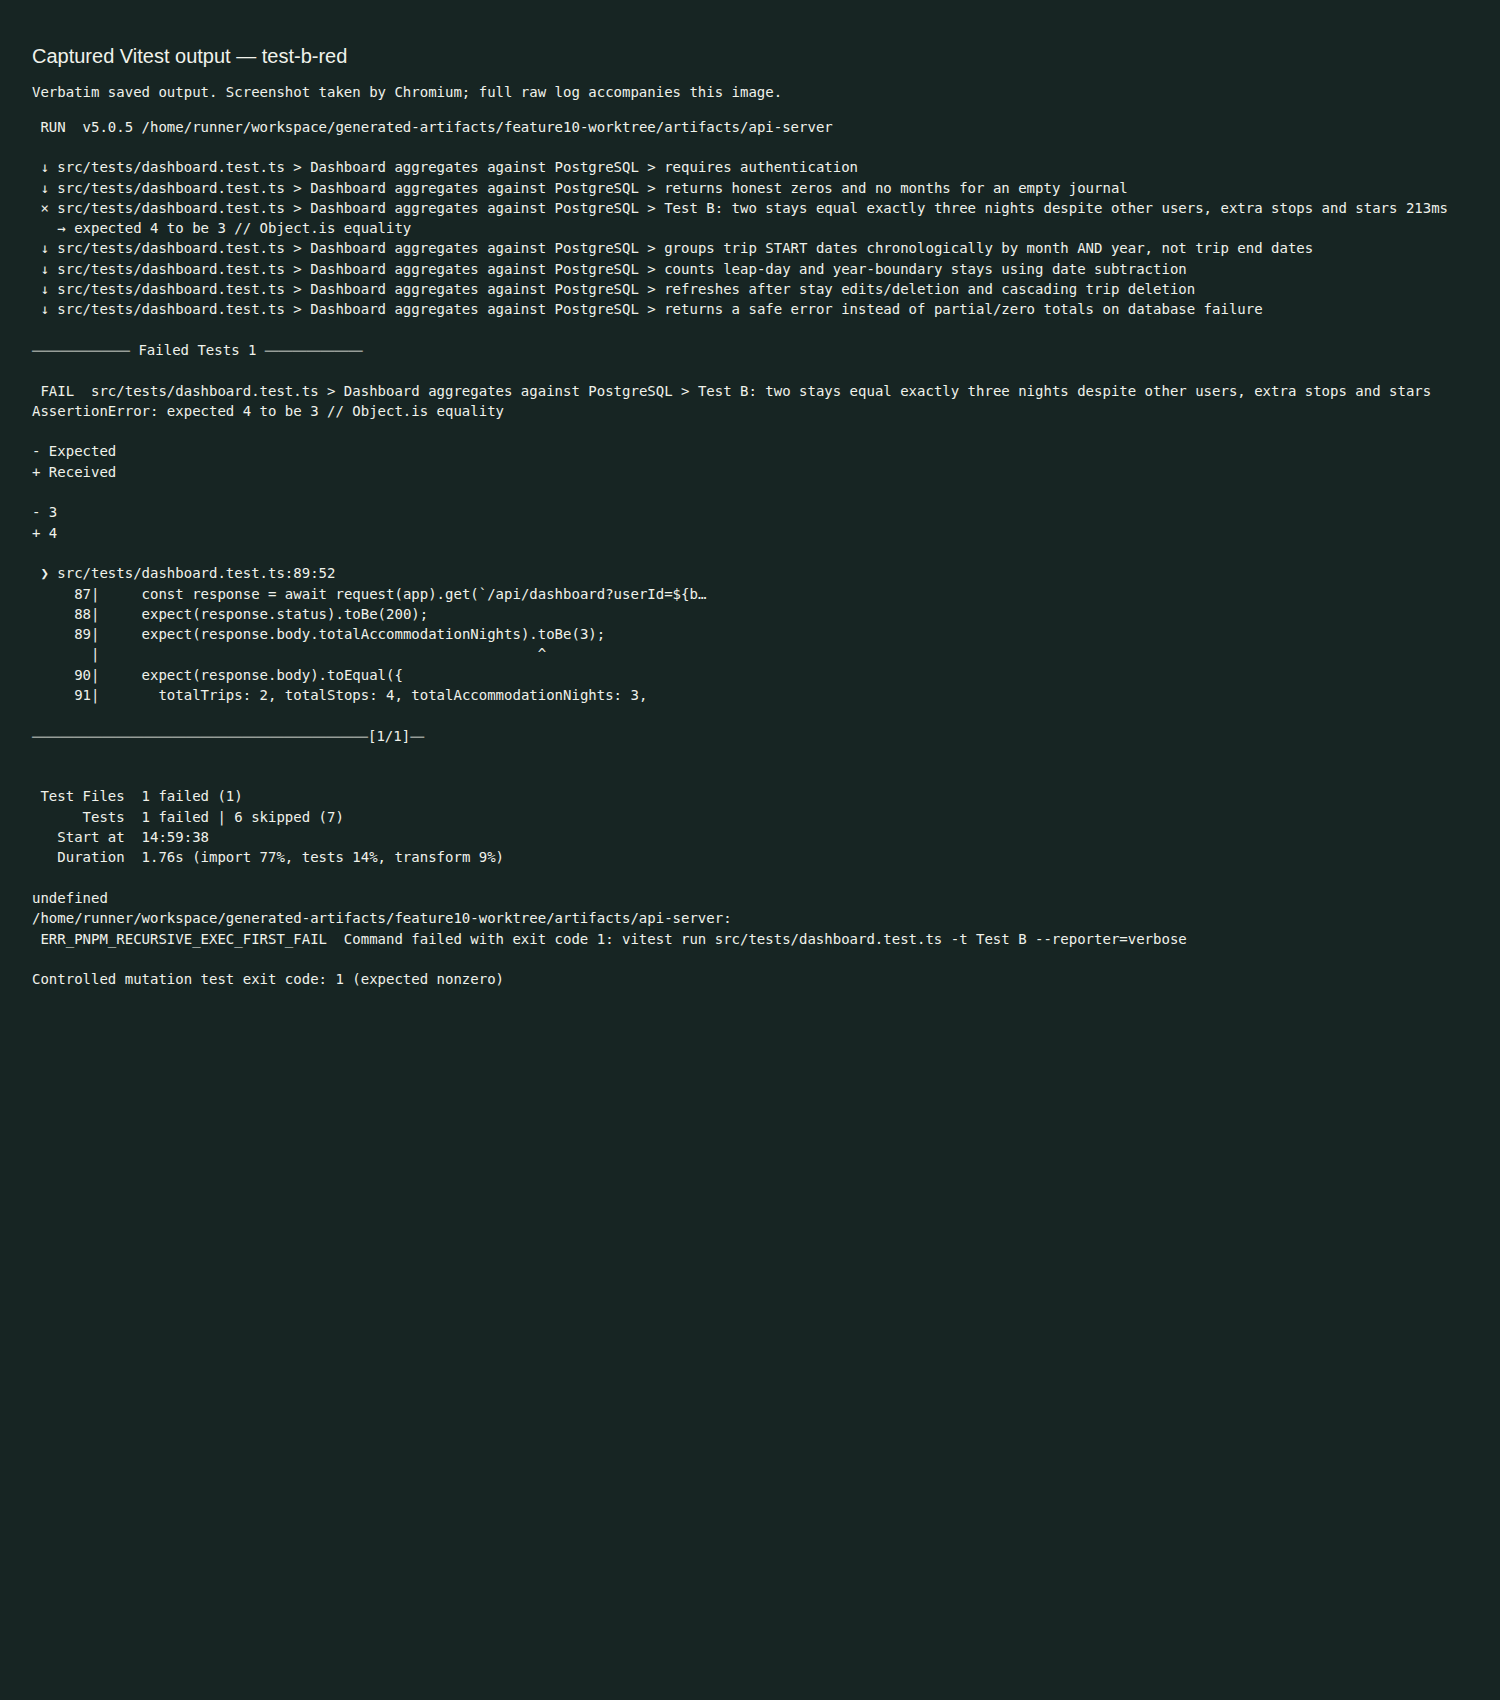 Captured Vitest output — test-b-red
Verbatim saved output. Screenshot taken by Chromium; full raw log accompanies this image.
RUN  v5.0.5 /home/runner/workspace/generated-artifacts/feature10-worktree/artifacts/api-server
↓ src/tests/dashboard.test.ts > Dashboard aggregates against PostgreSQL > requires authentication
↓ src/tests/dashboard.test.ts > Dashboard aggregates against PostgreSQL > returns honest zeros and no months for an empty journal
× src/tests/dashboard.test.ts > Dashboard aggregates against PostgreSQL > Test B: two stays equal exactly three nights despite other users, extra stops and stars 213ms
→ expected 4 to be 3 // Object.is equality
↓ src/tests/dashboard.test.ts > Dashboard aggregates against PostgreSQL > groups trip START dates chronologically by month AND year, not trip end dates
↓ src/tests/dashboard.test.ts > Dashboard aggregates against PostgreSQL > counts leap-day and year-boundary stays using date subtraction
↓ src/tests/dashboard.test.ts > Dashboard aggregates against PostgreSQL > refreshes after stay edits/deletion and cascading trip deletion
↓ src/tests/dashboard.test.ts > Dashboard aggregates against PostgreSQL > returns a safe error instead of partial/zero totals on database failure
Failed Tests 1
FAIL  src/tests/dashboard.test.ts > Dashboard aggregates against PostgreSQL > Test B: two stays equal exactly three nights despite other users, extra stops and stars
AssertionError: expected 4 to be 3 // Object.is equality
- Expected
+ Received
- 3
+ 4
❯ src/tests/dashboard.test.ts:89:52
87|     const response = await request(app).get(`/api/dashboard?userId=${b…
88|     expect(response.status).toBe(200);
89|     expect(response.body.totalAccommodationNights).toBe(3);
|                                                    ^
90|     expect(response.body).toEqual({
91|       totalTrips: 2, totalStops: 4, totalAccommodationNights: 3,
[1/1]
Test Files  1 failed (1)
Tests  1 failed | 6 skipped (7)
Start at  14:59:38
Duration  1.76s (import 77%, tests 14%, transform 9%)
undefined
/home/runner/workspace/generated-artifacts/feature10-worktree/artifacts/api-server:
ERR_PNPM_RECURSIVE_EXEC_FIRST_FAIL  Command failed with exit code 1: vitest run src/tests/dashboard.test.ts -t Test B --reporter=verbose
Controlled mutation test exit code: 1 (expected nonzero)